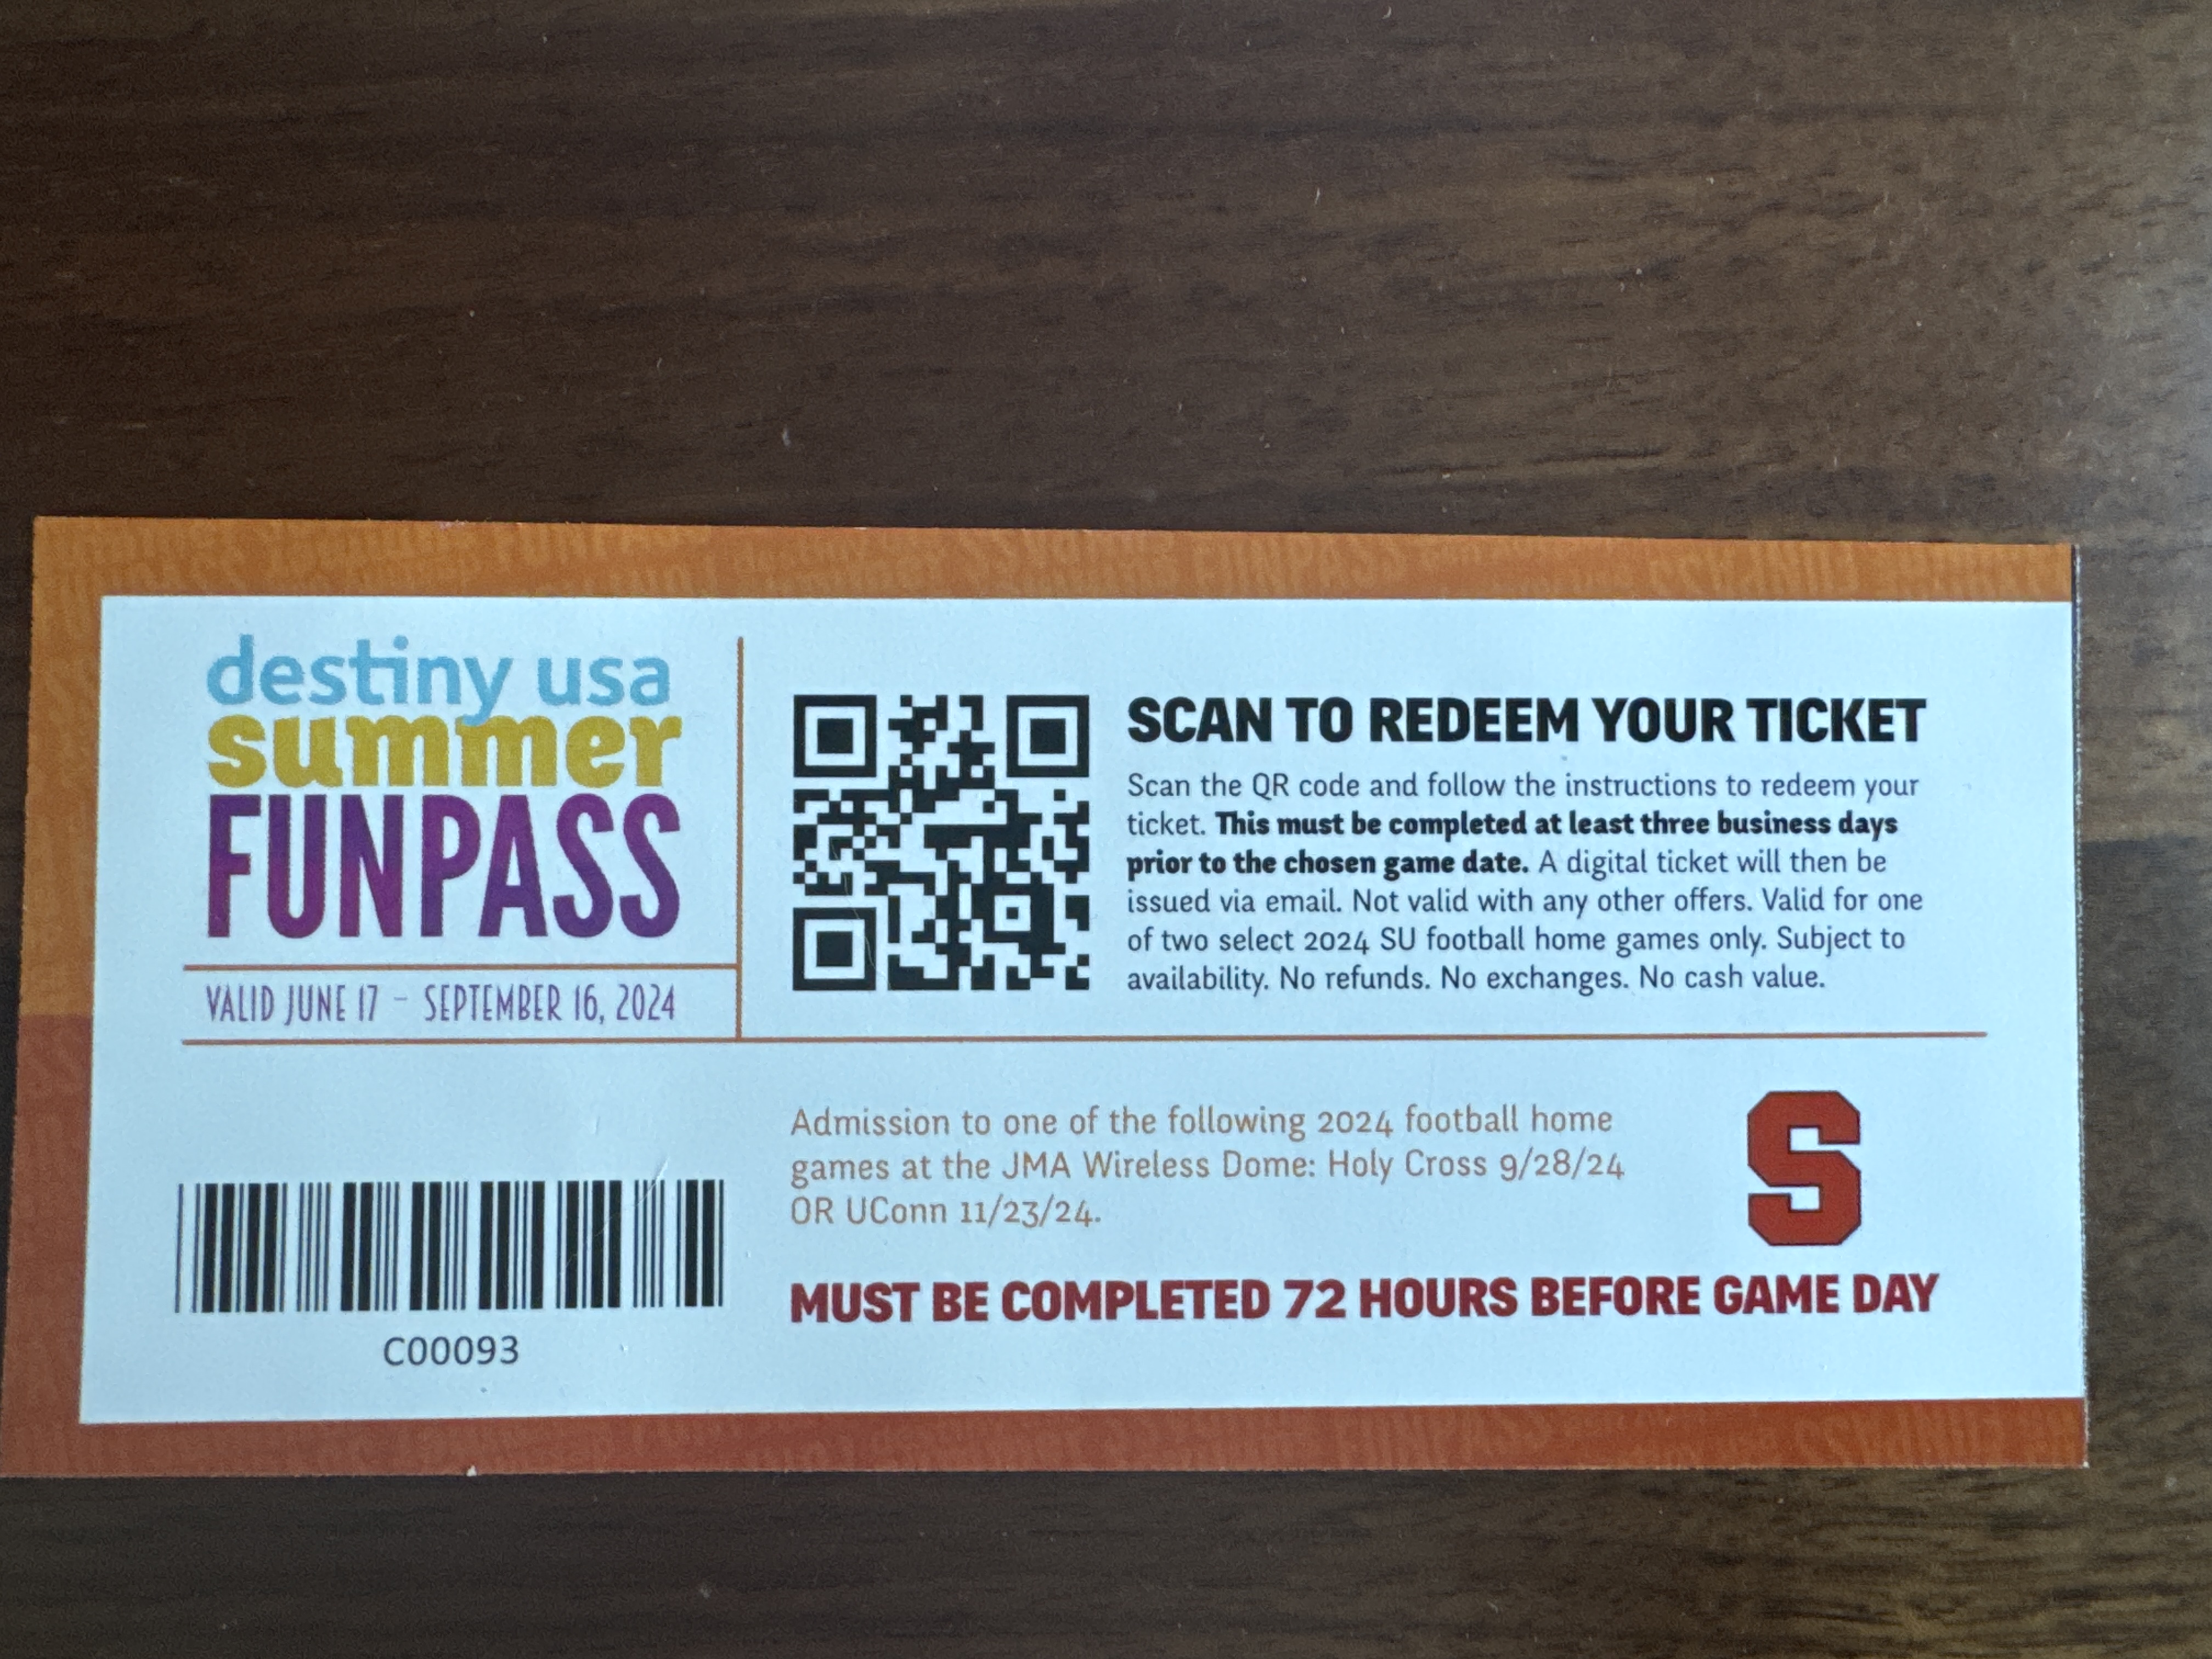 destiny usa
summer
FUNPASS
VALID JUNE 17 – SEPTEMBER 16, 2024
SCAN TO REDEEM YOUR TICKET
Scan the QR code and follow the instructions to redeem your
ticket. This must be completed at least three business days
prior to the chosen game date. A digital ticket will then be
issued via email. Not valid with any other offers. Valid for one
of two select 2024 SU football home games only. Subject to
availability. No refunds. No exchanges. No cash value.
C00093
Admission to one of the following 2024 football home
games at the JMA Wireless Dome: Holy Cross 9/28/24
OR UConn 11/23/24.
S
MUST BE COMPLETED 72 HOURS BEFORE GAME DAY